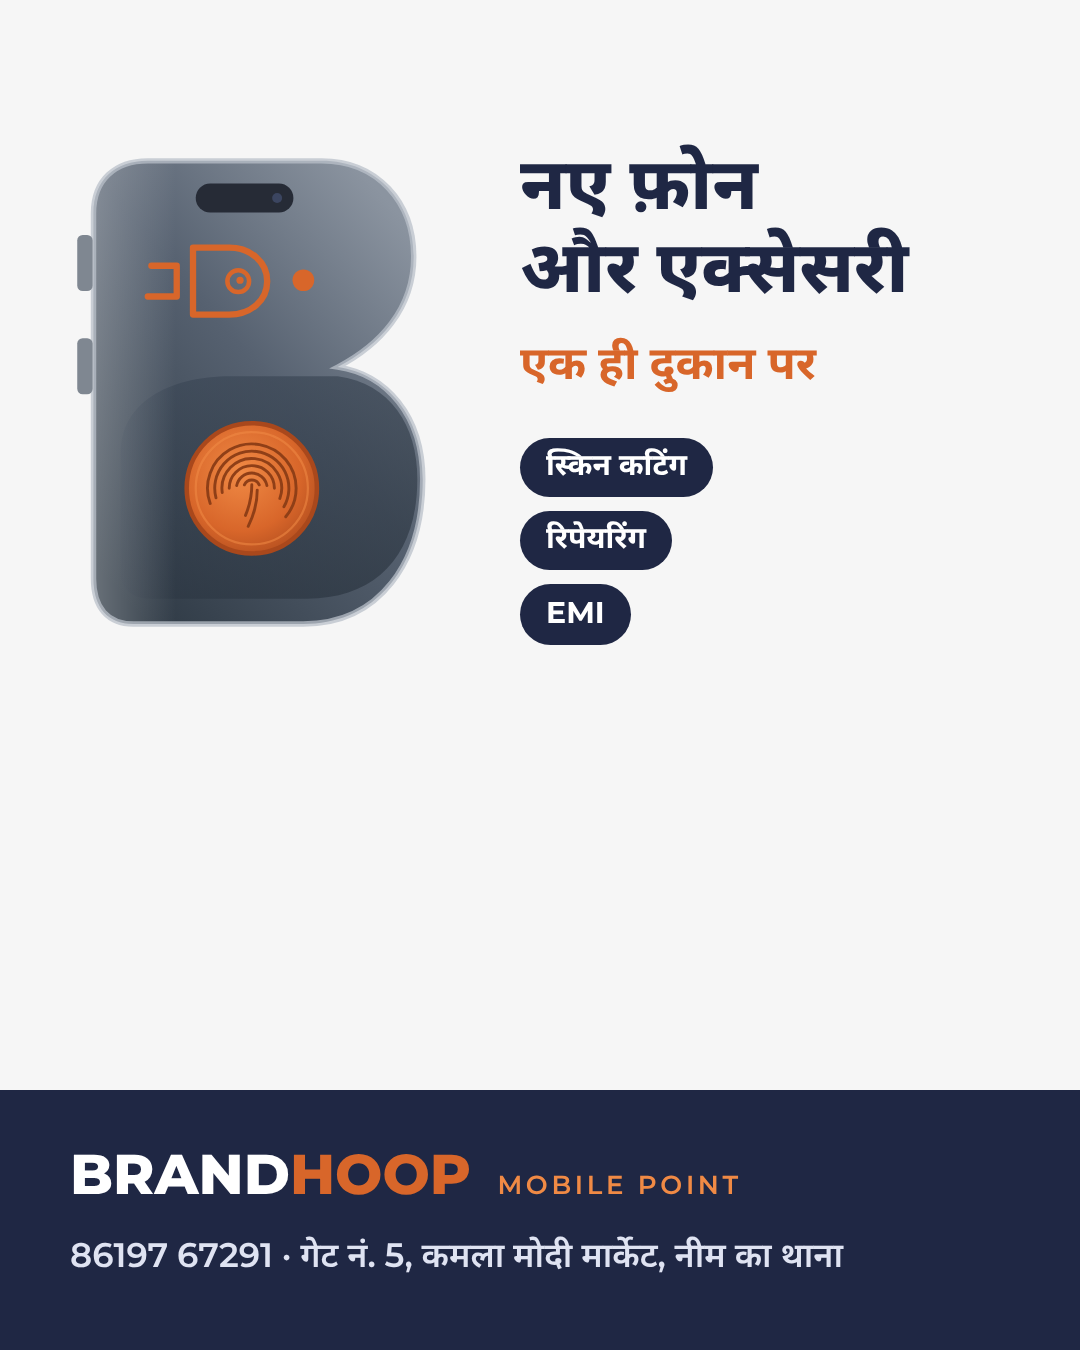 नए फ़ोन
और एक्सेसरी
एक ही दुकान पर
स्किन कटिंग
रिपेयरिंग
EMI
BRANDHOOP MOBILE POINT
86197 67291 · गेट नं. 5, कमला मोदी मार्केट, नीम का थाना